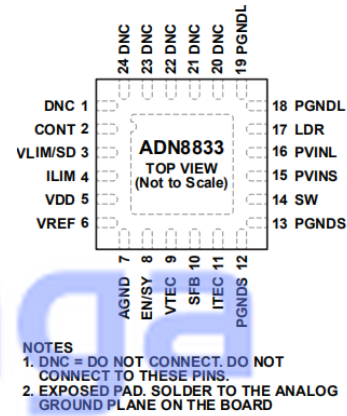 24 DNC
23 DNC
22 DNC
21 DNC
20 DNC
19 PGNDL
DNC 1
CONT 2
VLIM/SD 3
ILIM 4
VDD 5
VREF 6
ADN8833
TOP VIEW
(Not to Scale)
18 PGNDL
17 LDR
16 PVINL
15 PVINS
14 SW
13 PGNDS
AGND 7
EN/SY 8
VTEC 9
SFB 10
ITEC 11
PGNDS 12
NOTES
1. DNC = DO NOT CONNECT. DO NOT
CONNECT TO THESE PINS.
2. EXPOSED PAD. SOLDER TO THE ANALOG
GROUND PLANE ON THE BOARD